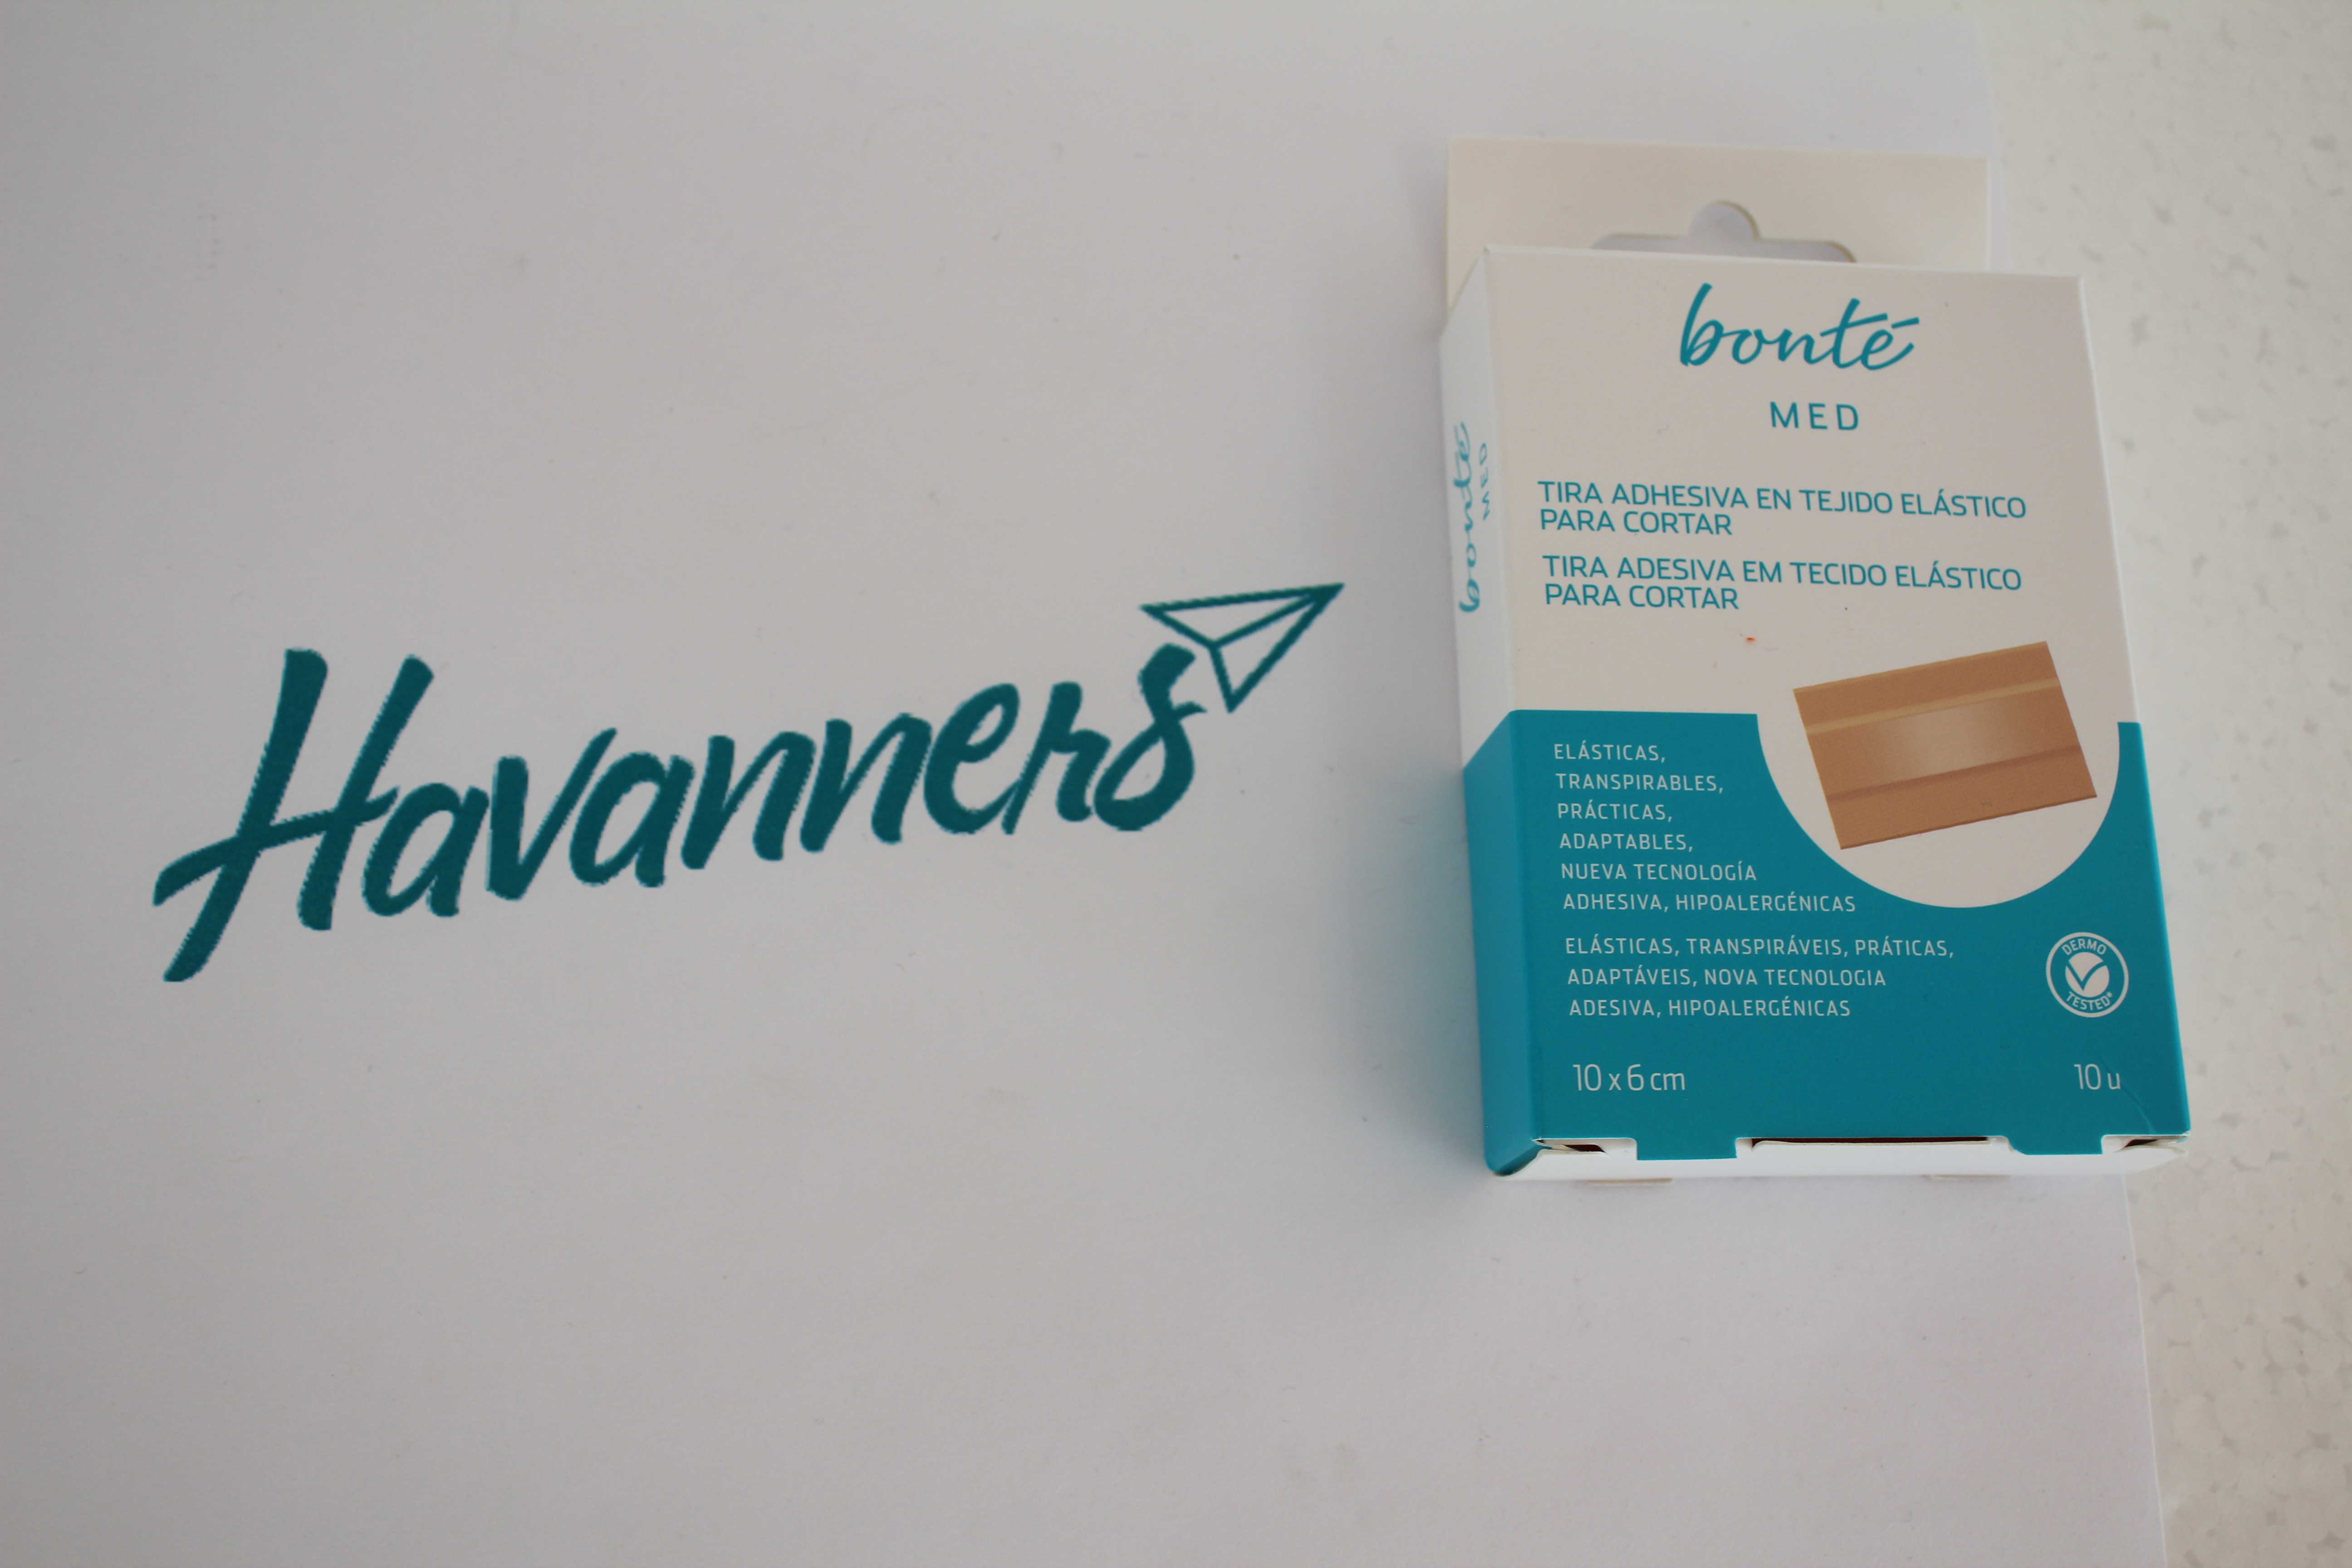 Havanners
bonté
MED
bonté
MED
TIRA ADHESIVA EN TEJIDO ELÁSTICO
PARA CORTAR
TIRA ADESIVA EM TECIDO ELÁSTICO
PARA CORTAR
ELÁSTICAS,
TRANSPIRABLES,
PRÁCTICAS,
ADAPTABLES,
NUEVA TECNOLOGÍA
ADHESIVA, HIPOALERGÉNICAS
ELÁSTICAS, TRANSPIRÁVEIS, PRÁTICAS,
ADAPTÁVEIS, NOVA TECNOLOGIA
ADESIVA, HIPOALERGÉNICAS
DERMO
TESTED*
10 x 6 cm
10 u